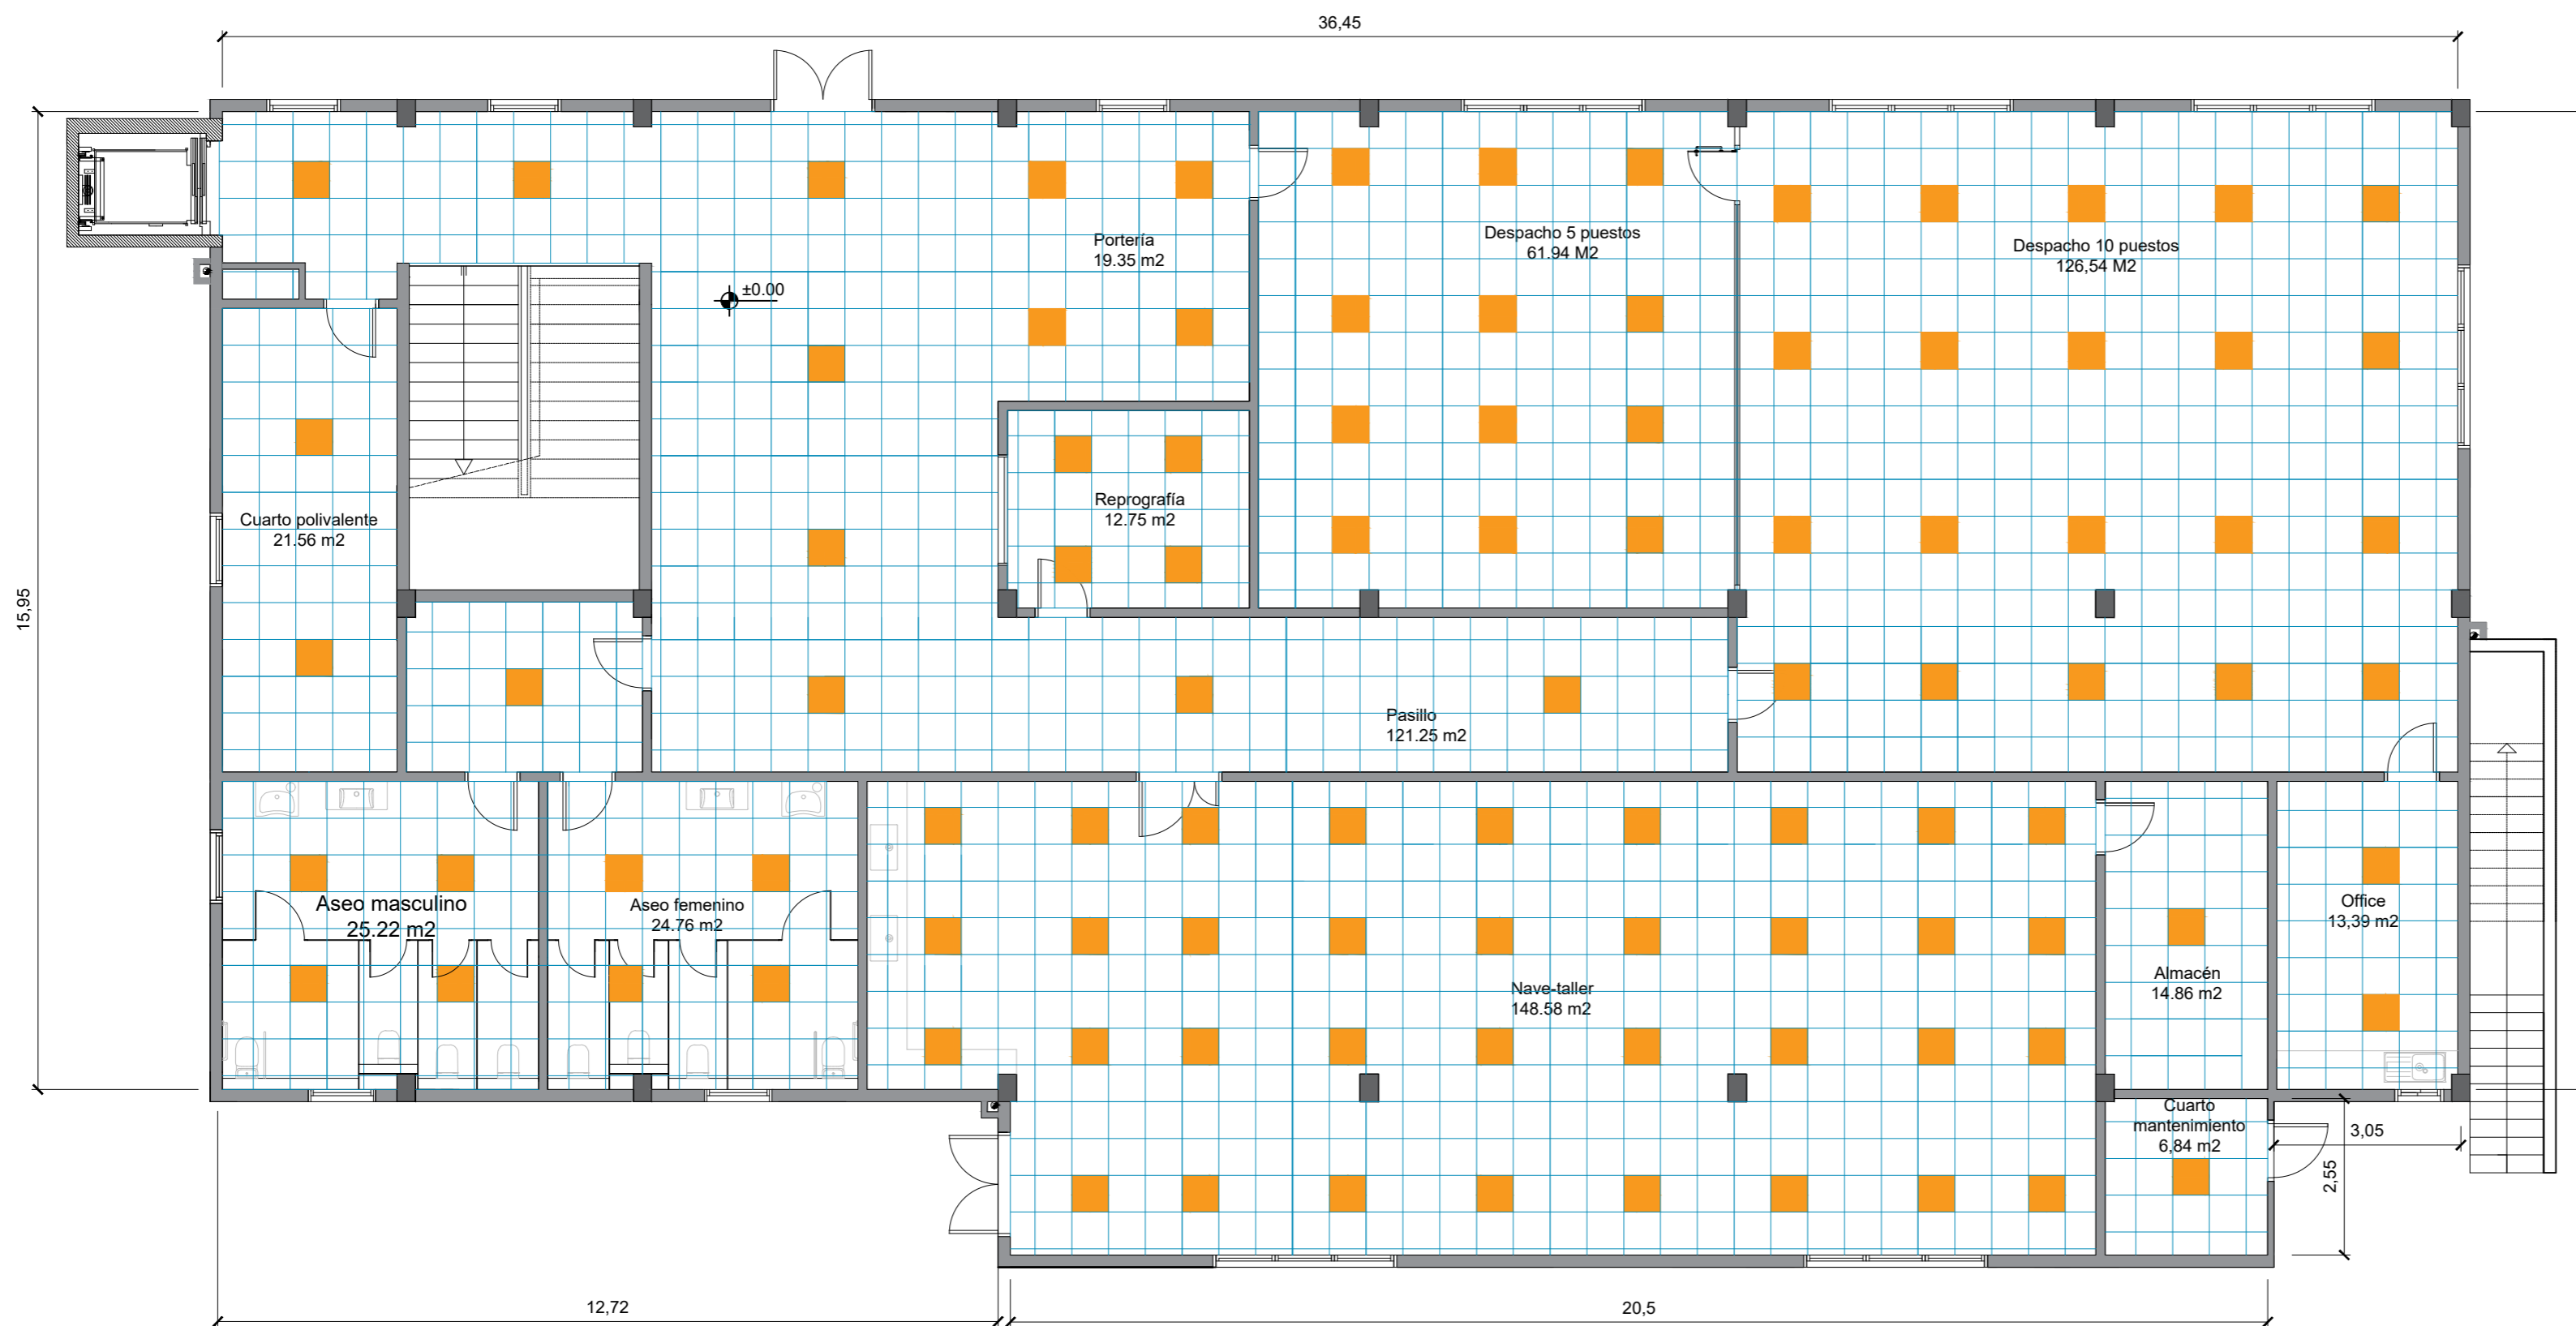 36,45
15,95
Portería
19.35 m2
Despacho 5 puestos
61.94 M2
Despacho 10 puestos
126,54 M2
±0.00
Cuarto polivalente
21.56 m2
Reprografía
12.75 m2
Pasillo
121.25 m2
Aseo masculino
25.22 m2
Aseo femenino
24.76 m2
Nave-taller
148.58 m2
Almacén
14.86 m2
Office
13,39 m2
Cuarto
mantenimiento
6,84 m2
3,05
2,55
12,72
20,5